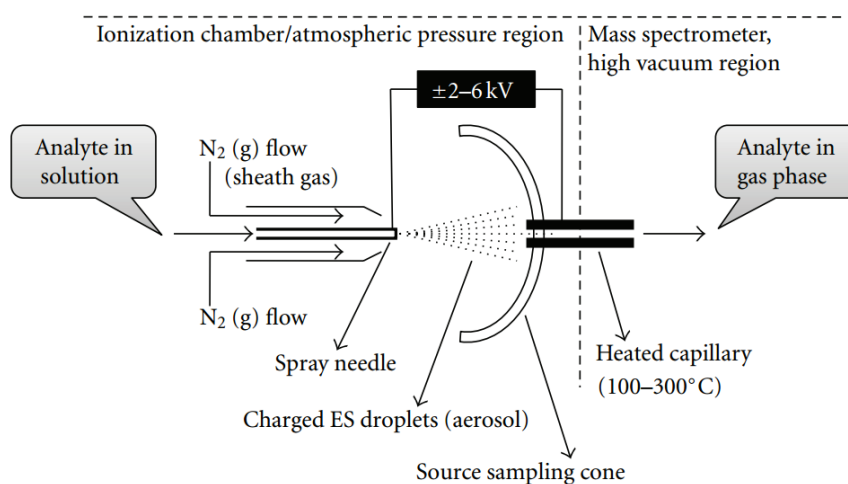 Ionization chamber/atmospheric pressure region
Mass spectrometer,
high vacuum region
±2–6 kV
Analyte in
solution
N₂ (g) flow
(sheath gas)
Analyte in
gas phase
N₂ (g) flow
Spray needle
Heated capillary
(100–300°C)
Charged ES droplets (aerosol)
Source sampling cone